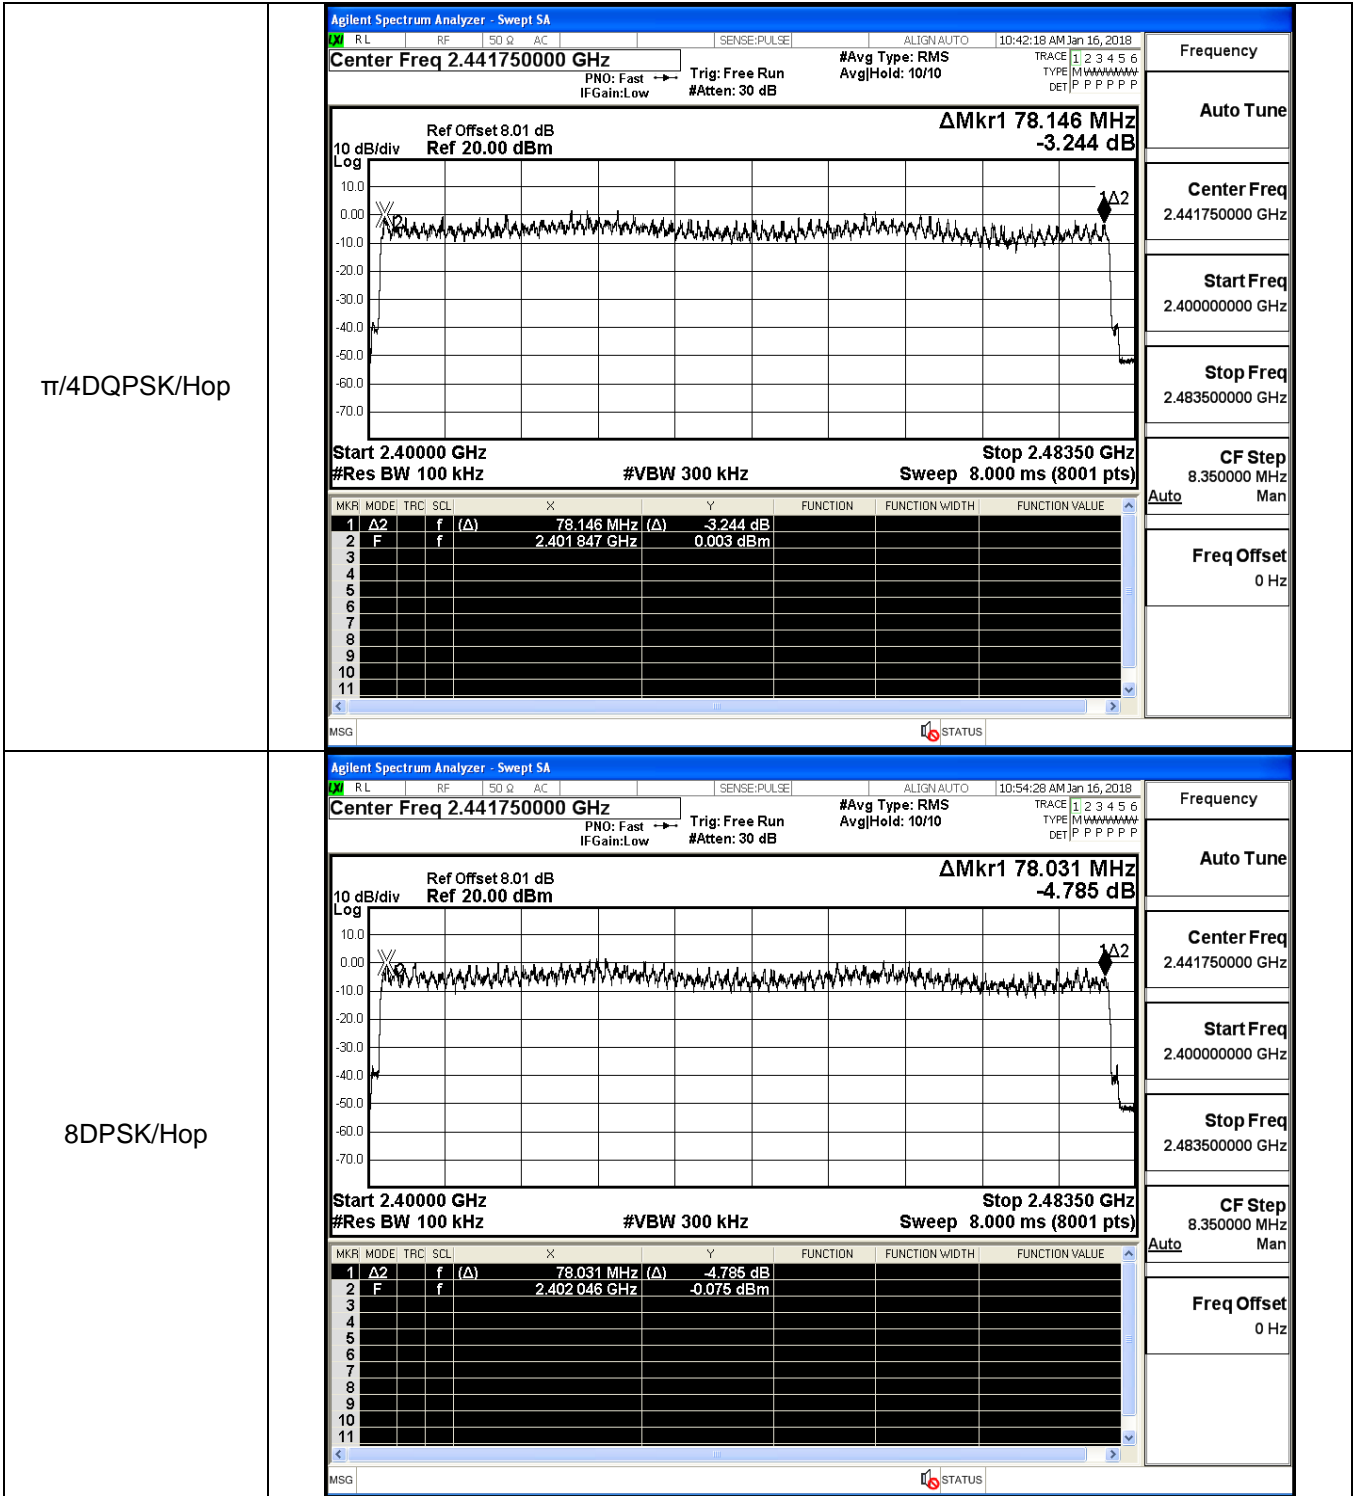 π/4DQPSK/Hop
Agilent Spectrum Analyzer - Swept SA
LXI RL RF 50 Ω AC SENSE:PULSE ALIGN AUTO 10:42:18 AM Jan 16, 2018
Center Freq 2.441750000 GHz
PNO: Fast
IFGain:Low
Trig: Free Run
#Atten: 30 dB
#Avg Type: RMS
Avg|Hold: 10/10
TRACE 1 2 3 4 5 6
TYPE M WWWWW
DET P P P P P P
ΔMkr1 78.146 MHz
-3.244 dB
Ref Offset 8.01 dB
10 dB/div Ref 20.00 dBm
Log
10.0
0.00
-10.0
-20.0
-30.0
-40.0
-50.0
-60.0
-70.0
2
1Δ2
Start 2.40000 GHz Stop 2.48350 GHz
#Res BW 100 kHz #VBW 300 kHz Sweep 8.000 ms (8001 pts)
MKR MODE TRC SCL X Y FUNCTION FUNCTION WIDTH FUNCTION VALUE
1 Δ2 f (Δ) 78.146 MHz (Δ) -3.244 dB
2 F f 2.401 847 GHz 0.003 dBm
3
4
5
6
7
8
9
10
11
MSG STATUS
Frequency
Auto Tune
Center Freq
2.441750000 GHz
Start Freq
2.400000000 GHz
Stop Freq
2.483500000 GHz
CF Step
8.350000 MHz
Auto Man
Freq Offset
0 Hz
8DPSK/Hop
Agilent Spectrum Analyzer - Swept SA
LXI RL RF 50 Ω AC SENSE:PULSE ALIGN AUTO 10:54:28 AM Jan 16, 2018
Center Freq 2.441750000 GHz
PNO: Fast
IFGain:Low
Trig: Free Run
#Atten: 30 dB
#Avg Type: RMS
Avg|Hold: 10/10
TRACE 1 2 3 4 5 6
TYPE M WWWWW
DET P P P P P P
ΔMkr1 78.031 MHz
-4.785 dB
Ref Offset 8.01 dB
10 dB/div Ref 20.00 dBm
Log
10.0
0.00
-10.0
-20.0
-30.0
-40.0
-50.0
-60.0
-70.0
2
1Δ2
Start 2.40000 GHz Stop 2.48350 GHz
#Res BW 100 kHz #VBW 300 kHz Sweep 8.000 ms (8001 pts)
MKR MODE TRC SCL X Y FUNCTION FUNCTION WIDTH FUNCTION VALUE
1 Δ2 f (Δ) 78.031 MHz (Δ) -4.785 dB
2 F f 2.402 046 GHz -0.075 dBm
3
4
5
6
7
8
9
10
11
MSG STATUS
Frequency
Auto Tune
Center Freq
2.441750000 GHz
Start Freq
2.400000000 GHz
Stop Freq
2.483500000 GHz
CF Step
8.350000 MHz
Auto Man
Freq Offset
0 Hz